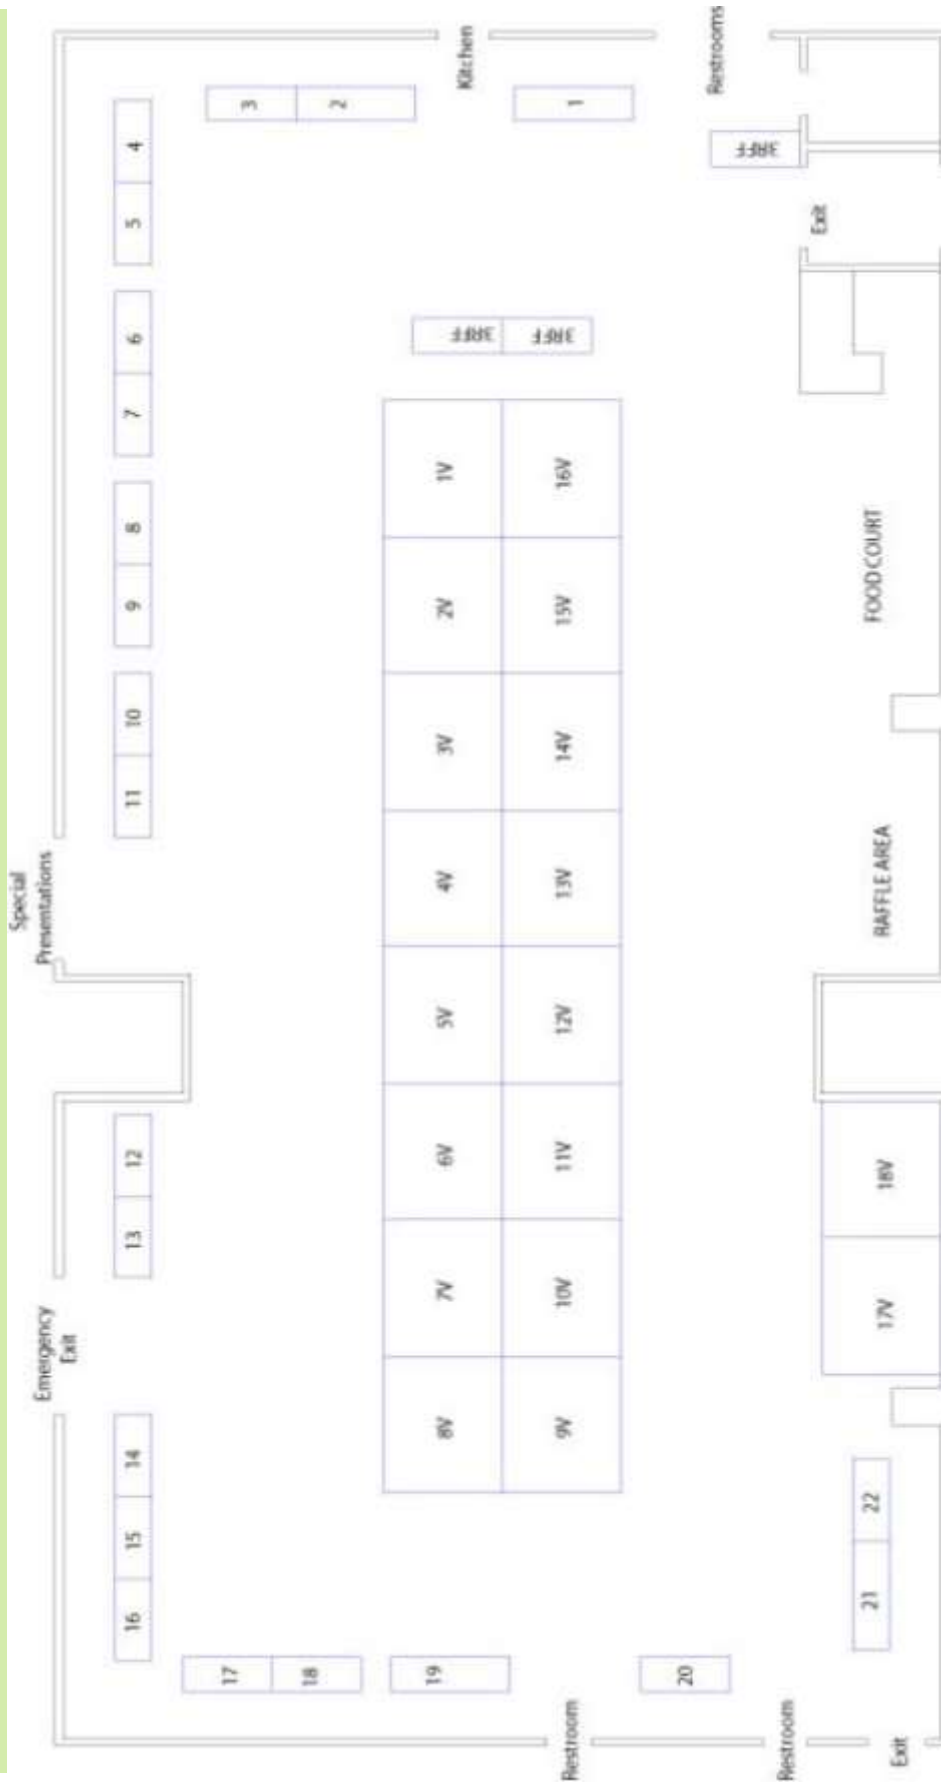 Special
Presentations
Emergency
Exit
Kitchen
Restrooms
Exit
3
2
1
3RFF
4
5
6
7
8
9
10
11
12
13
14
15
16
3RFF
3RFF
1V
16V
2V
15V
3V
14V
4V
13V
5V
12V
6V
11V
7V
10V
8V
9V
FOOD COURT
RAFFLE AREA
18V
17V
22
21
17
18
19
20
Restroom
Restroom
Exit